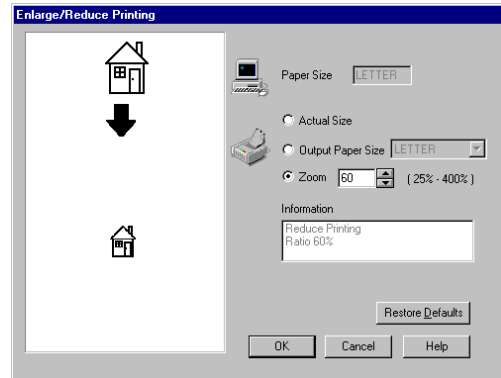 Enlarge/Reduce Printing
Paper Size LETTER
Actual Size
Output Paper Size LETTER
Zoom 60 ( 25% - 400% )
Information
Reduce Printing
Ratio 60%
Restore Defaults
OK Cancel Help